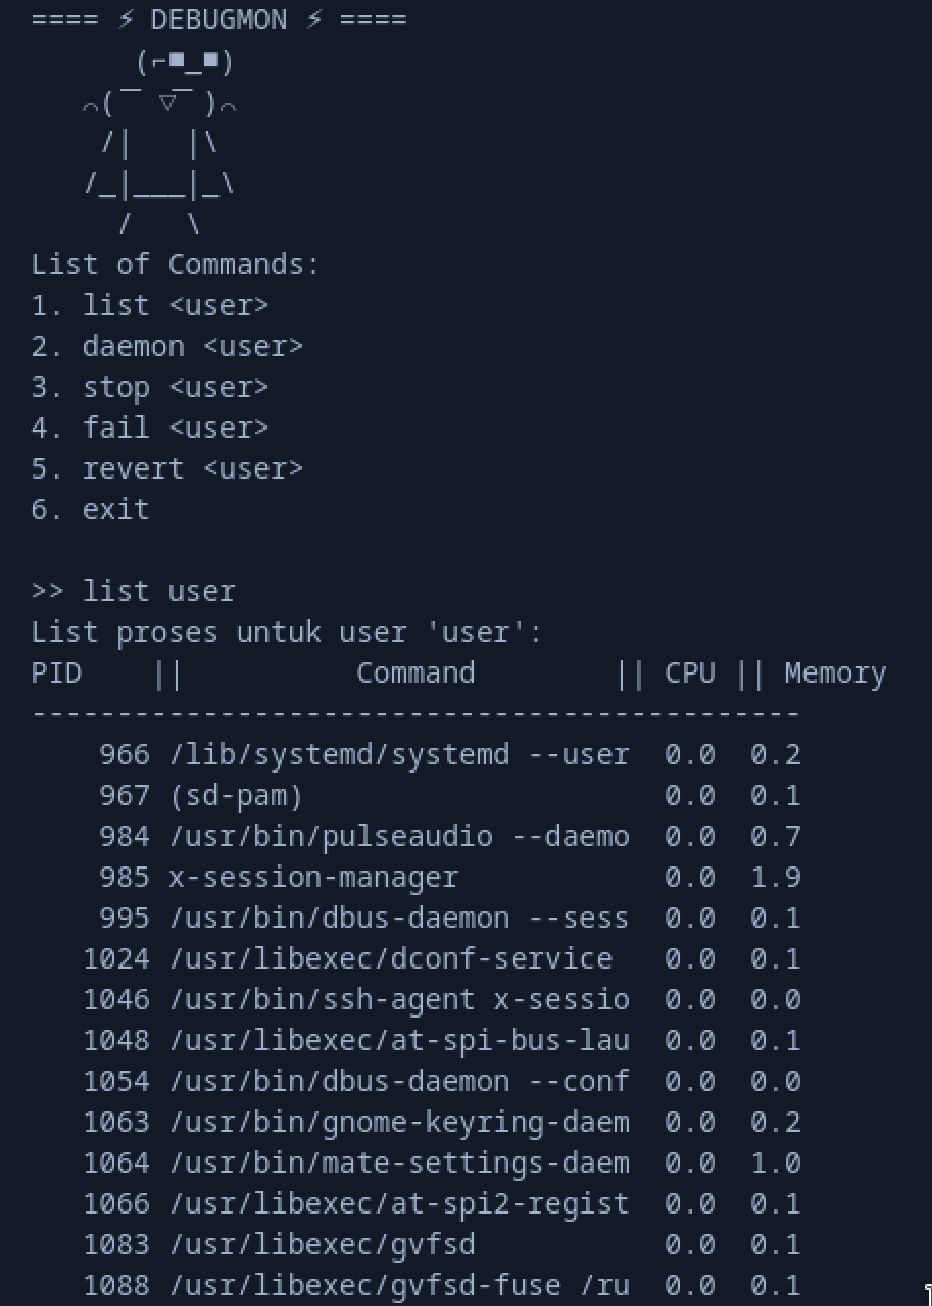 ==== ⚡ DEBUGMON ⚡ ====
      (⌐■_■)
   ⌒(‾ ▽‾ )⌒
    /|   |\
   /_|___|_\
     /   \
List of Commands:
1. list <user>
2. daemon <user>
3. stop <user>
4. fail <user>
5. revert <user>
6. exit

>> list user
List proses untuk user 'user':
PID    ||          Command        || CPU || Memory
---------------------------------------------
    966 /lib/systemd/systemd --user  0.0  0.2
    967 (sd-pam)                     0.0  0.1
    984 /usr/bin/pulseaudio --daemo  0.0  0.7
    985 x-session-manager            0.0  1.9
    995 /usr/bin/dbus-daemon --sess  0.0  0.1
   1024 /usr/libexec/dconf-service   0.0  0.1
   1046 /usr/bin/ssh-agent x-sessio  0.0  0.0
   1048 /usr/libexec/at-spi-bus-lau  0.0  0.1
   1054 /usr/bin/dbus-daemon --conf  0.0  0.0
   1063 /usr/bin/gnome-keyring-daem  0.0  0.2
   1064 /usr/bin/mate-settings-daem  0.0  1.0
   1066 /usr/libexec/at-spi2-regist  0.0  0.1
   1083 /usr/libexec/gvfsd           0.0  0.1
   1088 /usr/libexec/gvfsd-fuse /ru  0.0  0.1